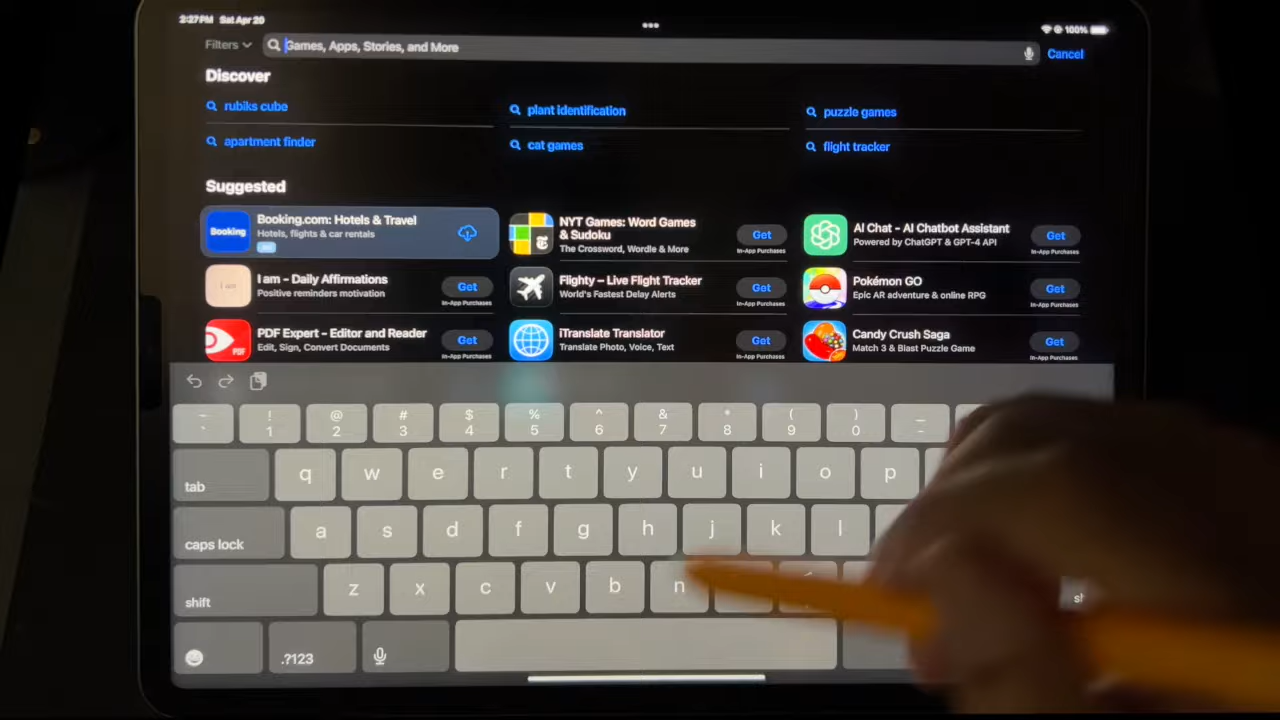 2:27 PM Sat Apr 20
100%
Filters
Games, Apps, Stories, and More
Cancel
Discover
rubiks cube
plant identification
puzzle games
apartment finder
cat games
flight tracker
Suggested
Booking
Booking.com: Hotels & Travel
Hotels, flights & car rentals
NYT Games: Word Games
& Sudoku
The Crossword, Wordle & More
Get
In-App Purchases
AI Chat - AI Chatbot Assistant
Powered by ChatGPT & GPT-4 API
Get
In-App Purchases
I am
I am - Daily Affirmations
Positive reminders motivation
Get
In-App Purchases
Flighty – Live Flight Tracker
World's Fastest Delay Alerts
Get
In-App Purchases
Pokémon GO
Epic AR adventure & online RPG
Get
In-App Purchases
PDF
PDF Expert - Editor and Reader
Edit, Sign, Convert Documents
Get
In-App Purchases
iTranslate Translator
Translate Photo, Voice, Text
Get
In-App Purchases
Candy Crush Saga
Match 3 & Blast Puzzle Game
Get
In-App Purchases
~ ! @ # $ % ^ & * ( ) _
` 1 2 3 4 5 6 7 8 9 0 -
tab q w e r t y u i o p
caps lock a s d f g h j k l
shift z x c v b n
.?123